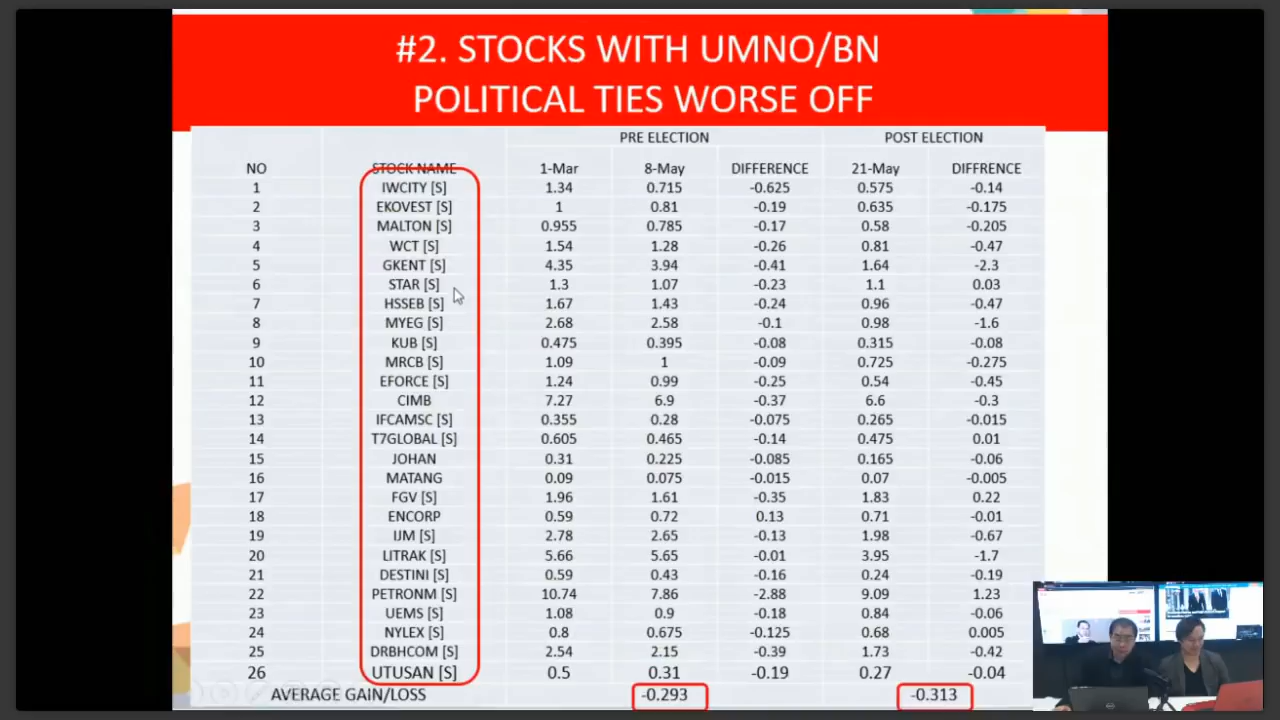 #2. STOCKS WITH UMNO/BN
POLITICAL TIES WORSE OFF
PRE ELECTION POST ELECTION
NO STOCK NAME 1-Mar 8-May DIFFERENCE 21-May DIFFRENCE
1 IWCITY [S] 1.34 0.715 -0.625 0.575 -0.14
2 EKOVEST [S] 1 0.81 -0.19 0.635 -0.175
3 MALTON [S] 0.955 0.785 -0.17 0.58 -0.205
4 WCT [S] 1.54 1.28 -0.26 0.81 -0.47
5 GKENT [S] 4.35 3.94 -0.41 1.64 -2.3
6 STAR [S] 1.3 1.07 -0.23 1.1 0.03
7 HSSEB [S] 1.67 1.43 -0.24 0.96 -0.47
8 MYEG [S] 2.68 2.58 -0.1 0.98 -1.6
9 KUB [S] 0.475 0.395 -0.08 0.315 -0.08
10 MRCB [S] 1.09 1 -0.09 0.725 -0.275
11 EFORCE [S] 1.24 0.99 -0.25 0.54 -0.45
12 CIMB 7.27 6.9 -0.37 6.6 -0.3
13 IFCAMSC [S] 0.355 0.28 -0.075 0.265 -0.015
14 T7GLOBAL [S] 0.605 0.465 -0.14 0.475 0.01
15 JOHAN 0.31 0.225 -0.085 0.165 -0.06
16 MATANG 0.09 0.075 -0.015 0.07 -0.005
17 FGV [S] 1.96 1.61 -0.35 1.83 0.22
18 ENCORP 0.59 0.72 0.13 0.71 -0.01
19 IJM [S] 2.78 2.65 -0.13 1.98 -0.67
20 LITRAK [S] 5.66 5.65 -0.01 3.95 -1.7
21 DESTINI [S] 0.59 0.43 -0.16 0.24 -0.19
22 PETRONM [S] 10.74 7.86 -2.88 9.09 1.23
23 UEMS [S] 1.08 0.9 -0.18 0.84 -0.06
24 NYLEX [S] 0.8 0.675 -0.125 0.68 0.005
25 DRBHCOM [S] 2.54 2.15 -0.39 1.73 -0.42
26 UTUSAN [S] 0.5 0.31 -0.19 0.27 -0.04
AVERAGE GAIN/LOSS -0.293 -0.313